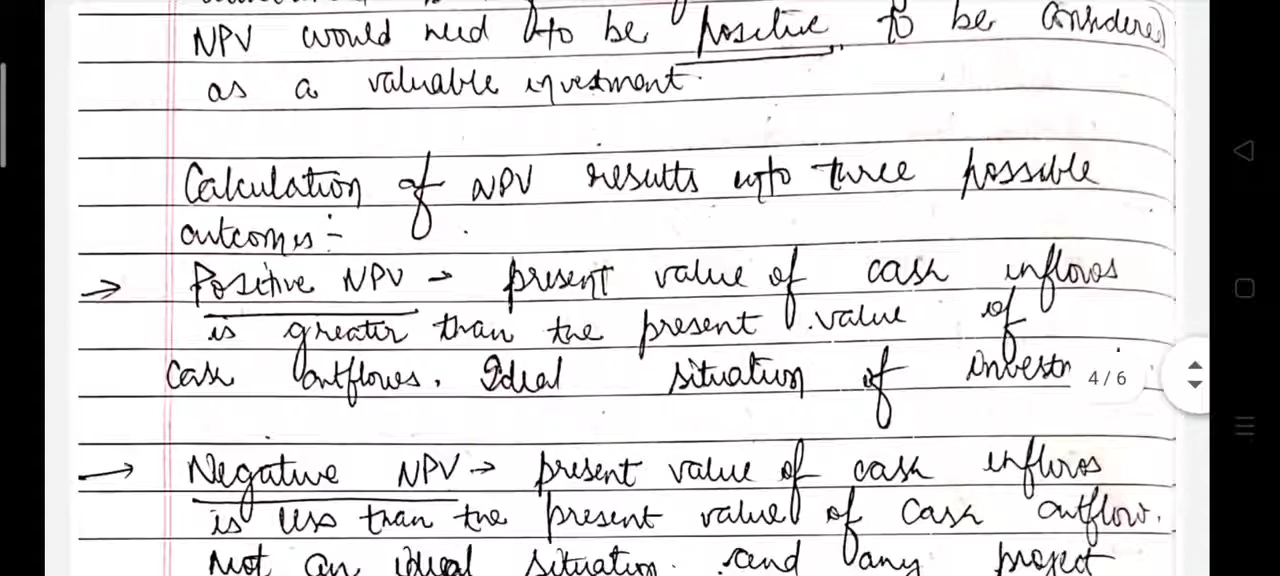 NPV would need to be positive. to be Considered
as a valuable investment.
Calculation of NPV results into three possible
outcomes:-
→ Positive NPV → present value of cash inflows
is greater than the present value of
cash outflows. Ideal situation of Investr
4/6
→ Negative NPV → present value of cash inflows
is less than the present value of cash outflow.
Not an ideal situation. and any project